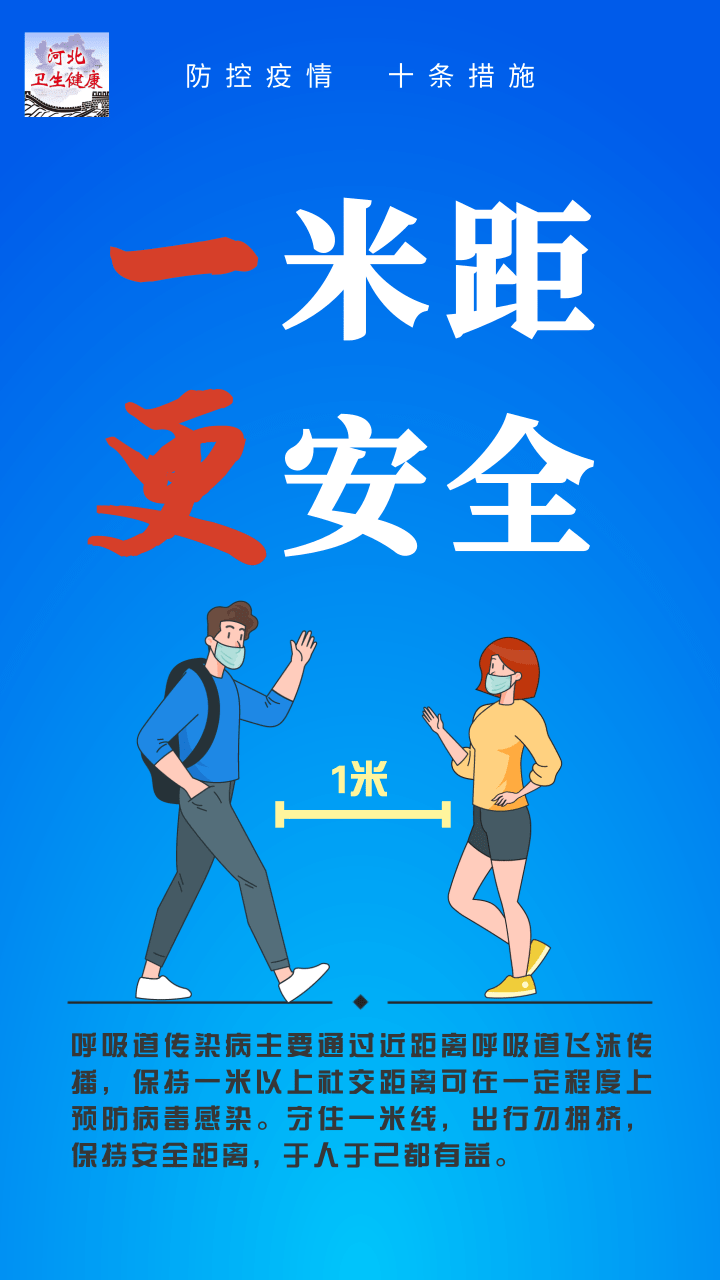 河北
卫生健康
防控疫情 十条措施
一米距
更安全
1米
呼吸道传染病主要通过近距离呼吸道飞沫传
播，保持一米以上社交距离可在一定程度上
预防病毒感染。守住一米线，出行勿拥挤，
保持安全距离，于人于己都有益。